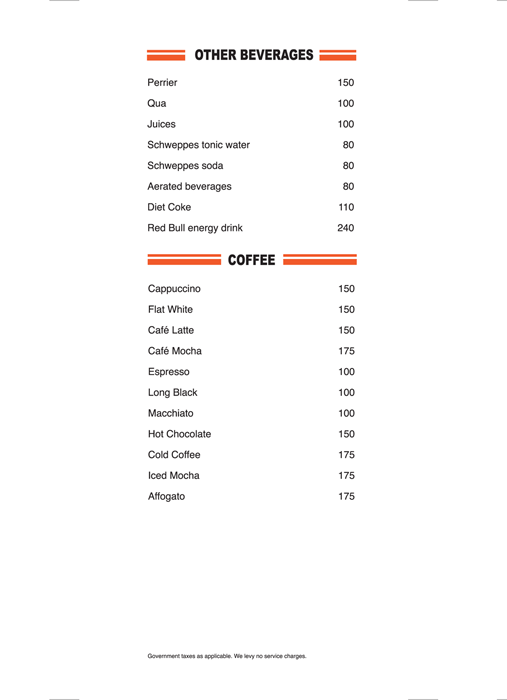 OTHER BEVERAGES
Perrier 150
Qua 100
Juices 100
Schweppes tonic water 80
Schweppes soda 80
Aerated beverages 80
Diet Coke 110
Red Bull energy drink 240
COFFEE
Cappuccino 150
Flat White 150
Café Latte 150
Café Mocha 175
Espresso 100
Long Black 100
Macchiato 100
Hot Chocolate 150
Cold Coffee 175
Iced Mocha 175
Affogato 175
Government taxes as applicable. We levy no service charges.